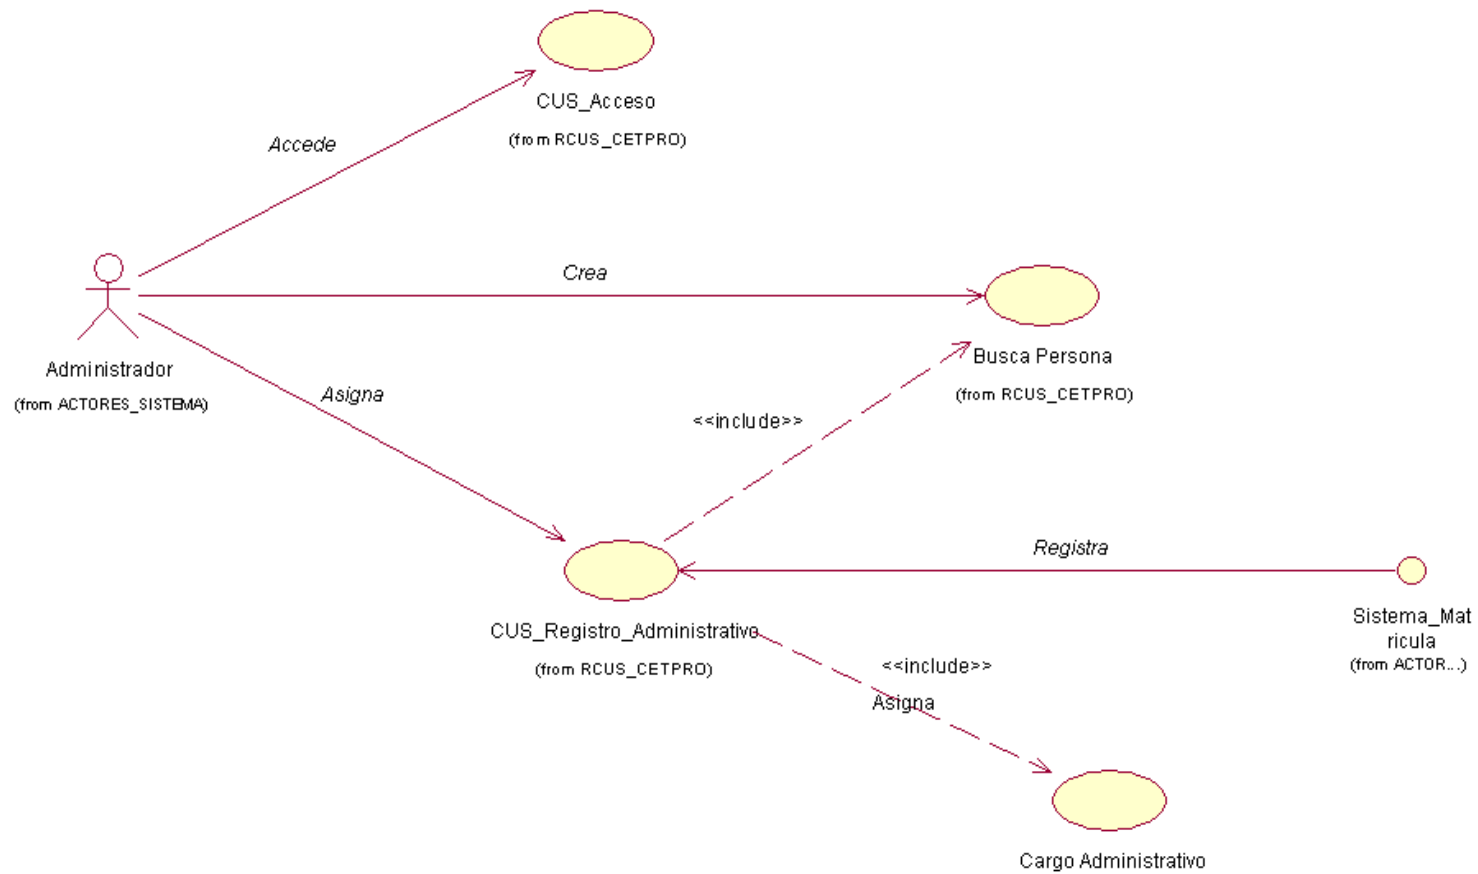 CUS_Acceso
(from RCUS_CETPRO)
Accede
Crea
Administrador
(from ACTORES_SISTEMA)
Busca Persona
(from RCUS_CETPRO)
Asigna
<<include>>
Registra
CUS_Registro_Administrativo
(from RCUS_CETPRO)
Sistema_Mat
ricula
(from ACTOR...)
<<include>>
Asigna
Cargo Administrativo